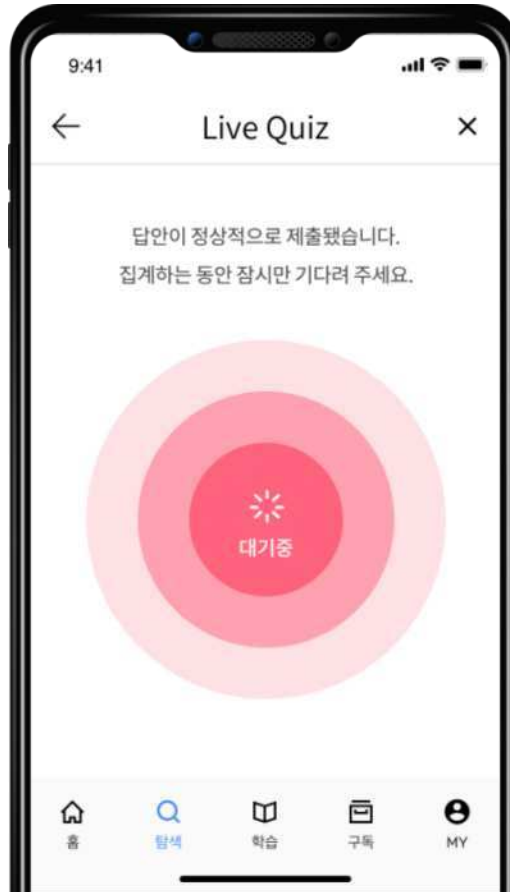 9:41
Live Quiz
답안이 정상적으로 제출됐습니다.
집계하는 동안 잠시만 기다려 주세요.
대기중
홈
탐색
학습
구독
MY